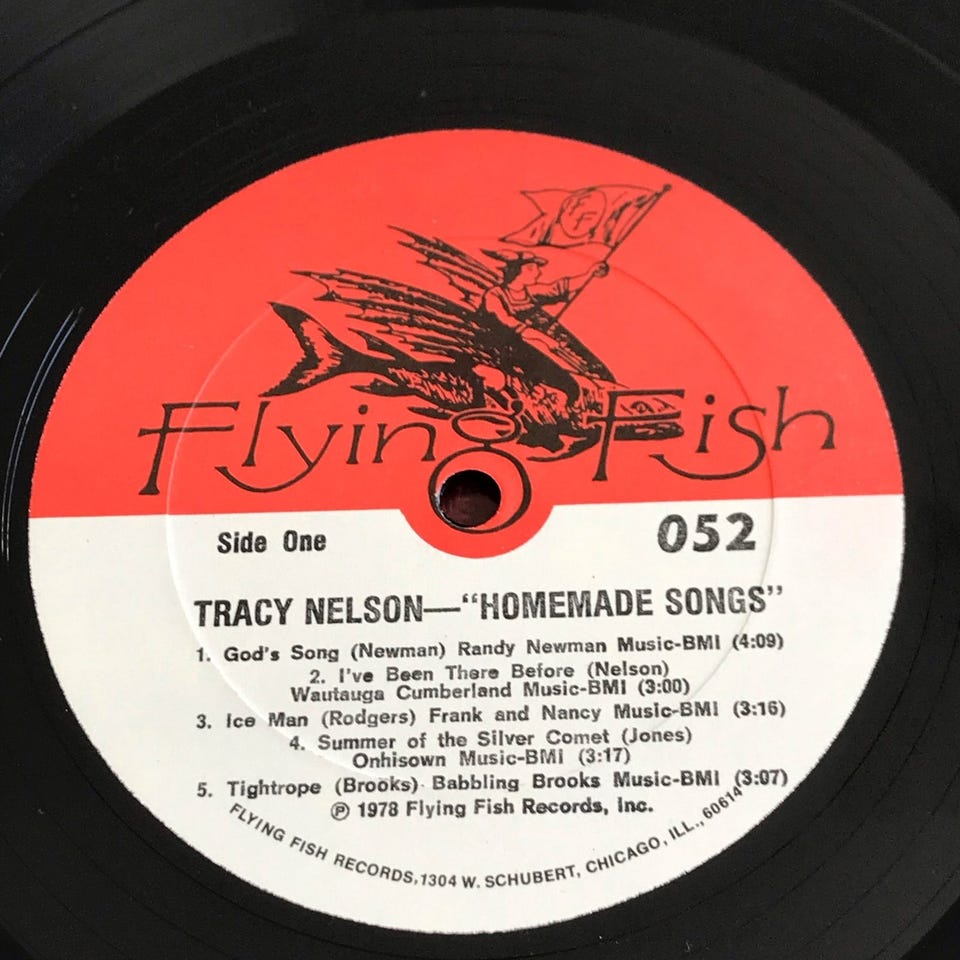 FF
Flying Fish
Side One 052
TRACY NELSON—"HOMEMADE SONGS"
1. God's Song (Newman) Randy Newman Music-BMI (4:09)
2. I've Been There Before (Nelson)
Wautauga Cumberland Music-BMI (3:00)
3. Ice Man (Rodgers) Frank and Nancy Music-BMI (3:16)
4. Summer of the Silver Comet (Jones)
Onhisown Music-BMI (3:17)
5. Tightrope (Brooks) Babbling Brooks Music-BMI (3:07)
℗ 1978 Flying Fish Records, Inc.
FLYING FISH RECORDS, 1304 W. SCHUBERT, CHICAGO, ILL., 60614